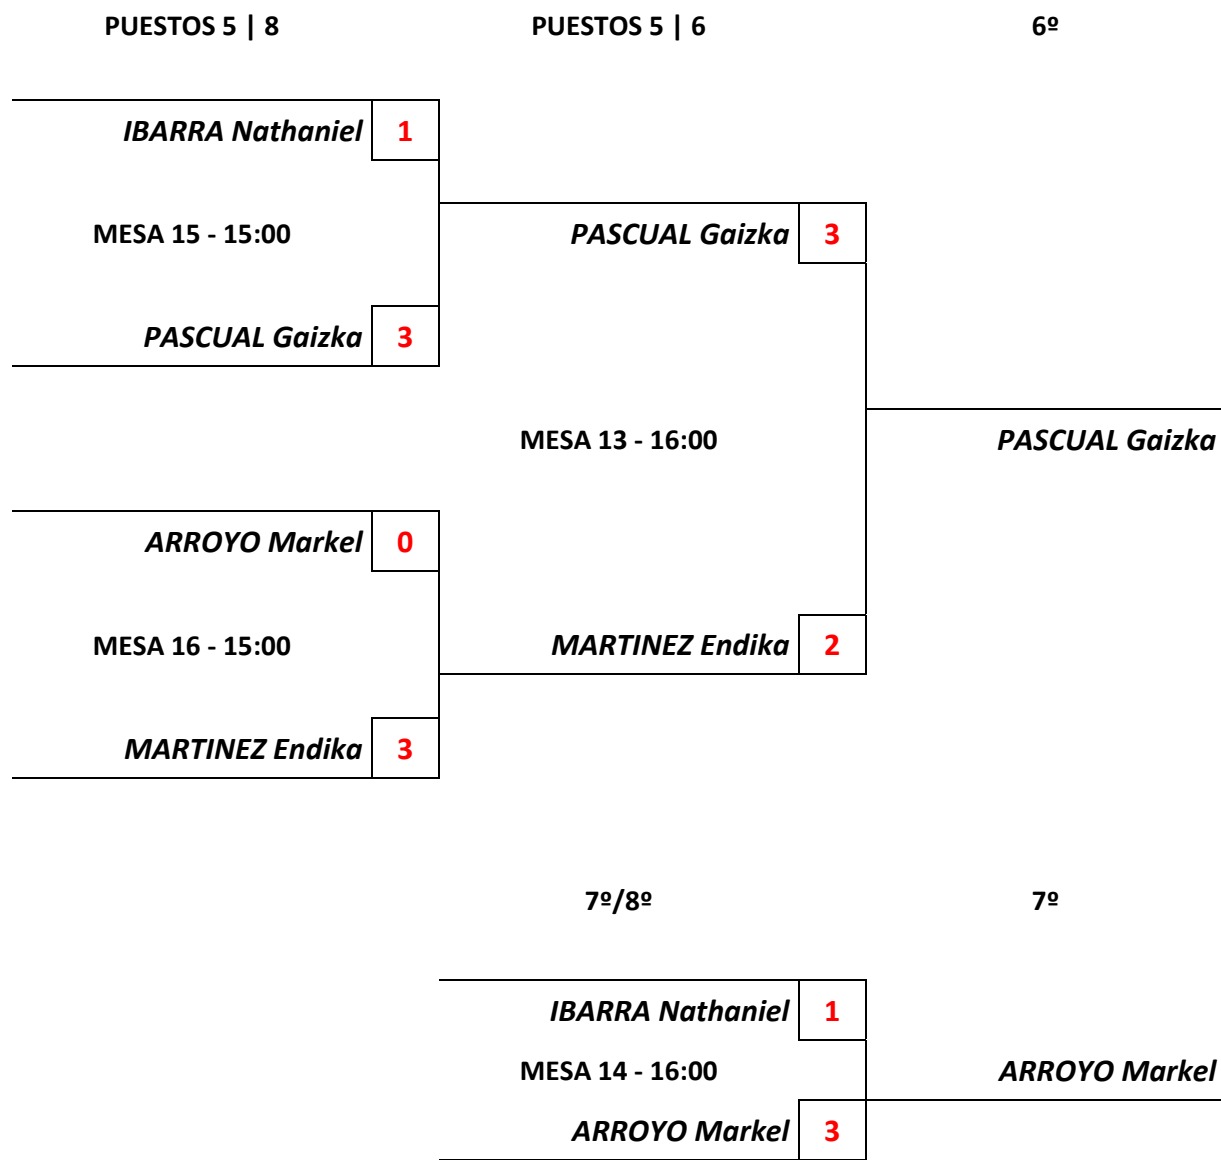 PUESTOS 5 | 8 PUESTOS 5 | 6 6º
IBARRA Nathaniel 1
MESA 15 - 15:00 PASCUAL Gaizka 3
PASCUAL Gaizka 3
MESA 13 - 16:00 PASCUAL Gaizka
ARROYO Markel 0
MESA 16 - 15:00 MARTINEZ Endika 2
MARTINEZ Endika 3
7º/8º 7º
IBARRA Nathaniel 1
MESA 14 - 16:00 ARROYO Markel
ARROYO Markel 3